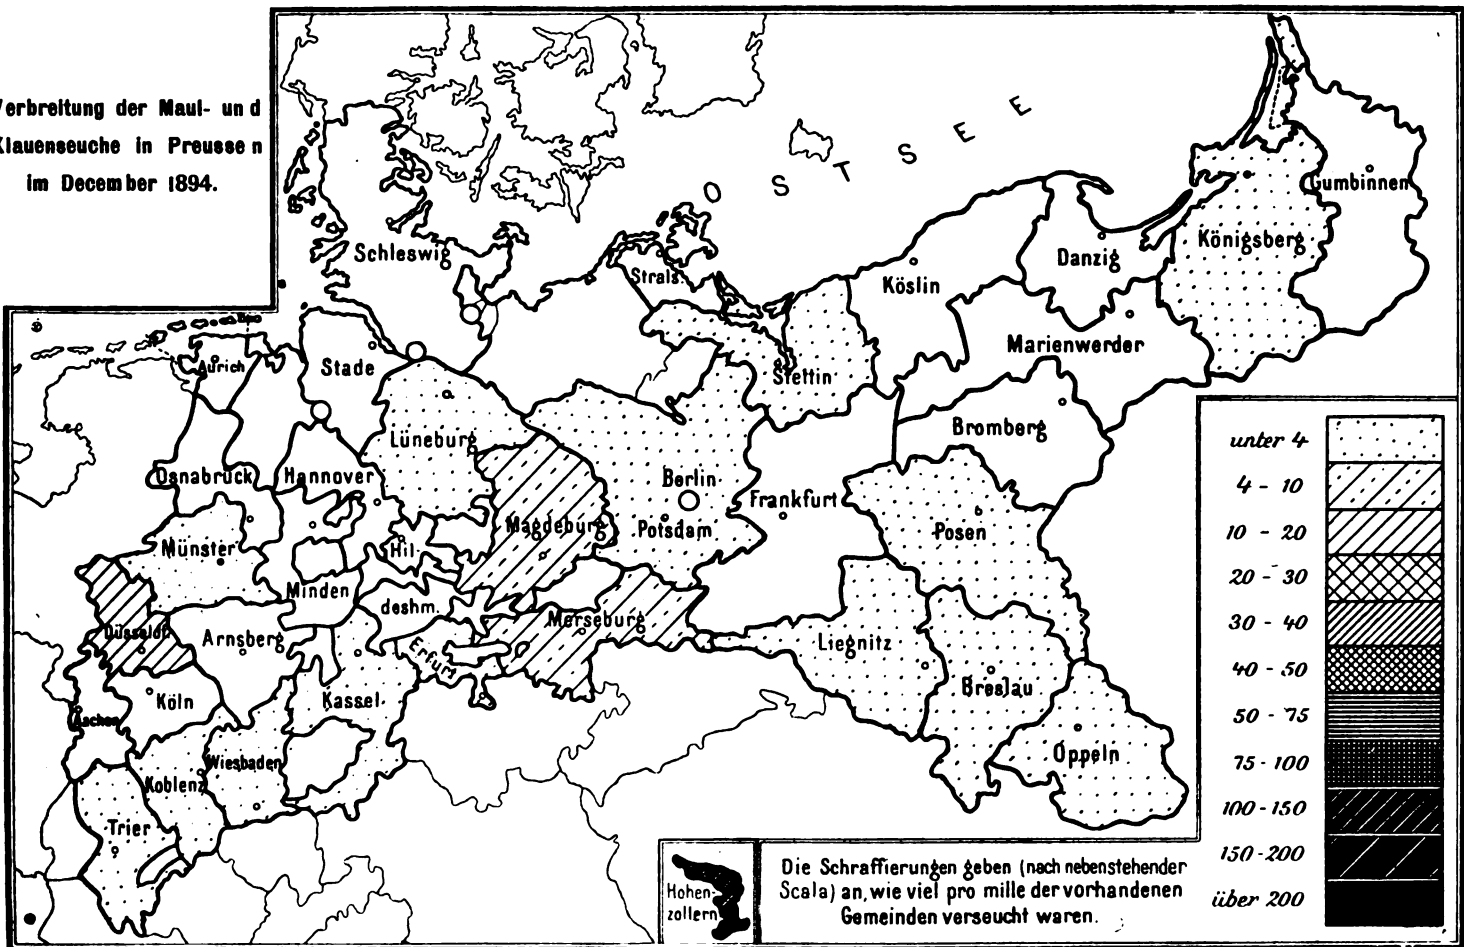 Verbreitung der Maul- und
Klauenseuche in Preussen
im December 1894.
OSTSEE
Schleswig
Strals.
Köslin
Danzig
Königsberg
Gumbinnen
Marienwerder
Aurich
Stade
Stettin
Lüneburg
Bromberg
Osnabrück
Hannover
Berlin
Frankfurt
Magdeburg
Potsdam
Posen
Münster
Hil-
Minden
deshm.
Merseburg
Düsseldf.
Arnsberg
Erfurt
Liegnitz
Breslau
Köln
Kassel
Aachen
Oppeln
Wiesbaden
Koblenz
Trier
unter 4
4 - 10
10 - 20
20 - 30
30 - 40
40 - 50
50 - 75
75 - 100
100 - 150
150 - 200
über 200
Hohen-
zollern
Die Schraffierungen geben (nach nebenstehender
Scala) an, wie viel pro mille der vorhandenen
Gemeinden verseucht waren.